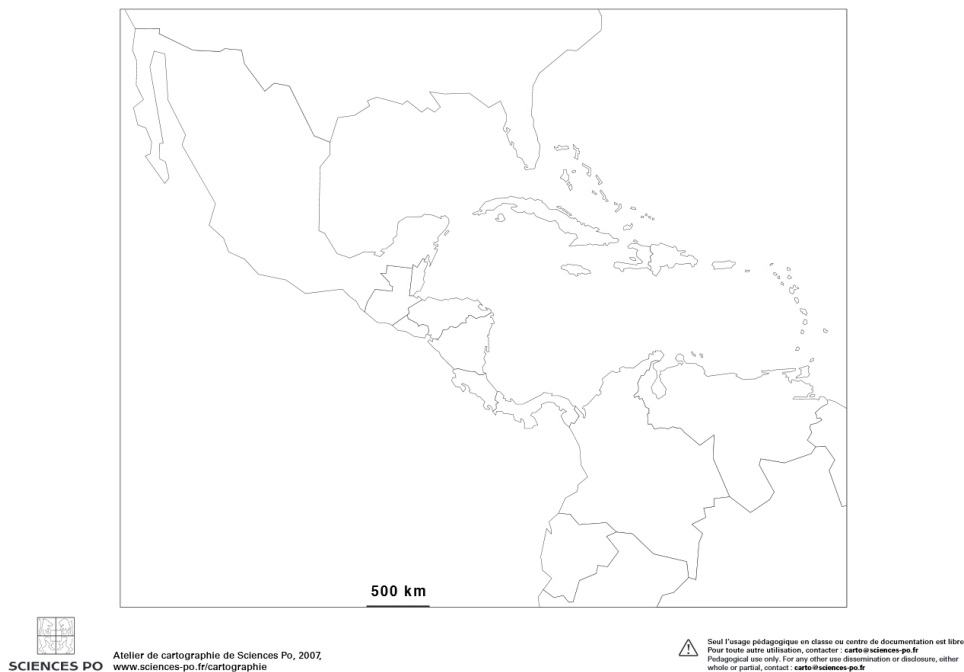 500 km
SCIENCES PO
Atelier de cartographie de Sciences Po, 2007,
www.sciences-po.fr/cartographie
Seul l'usage pédagogique en classe ou centre de documentation est libre
Pour toute autre utilisation, contacter : carto@sciences-po.fr
Pedagogical use only. For any other use dissemination or disclosure, either
whole or partial, contact : carto@sciences-po.fr